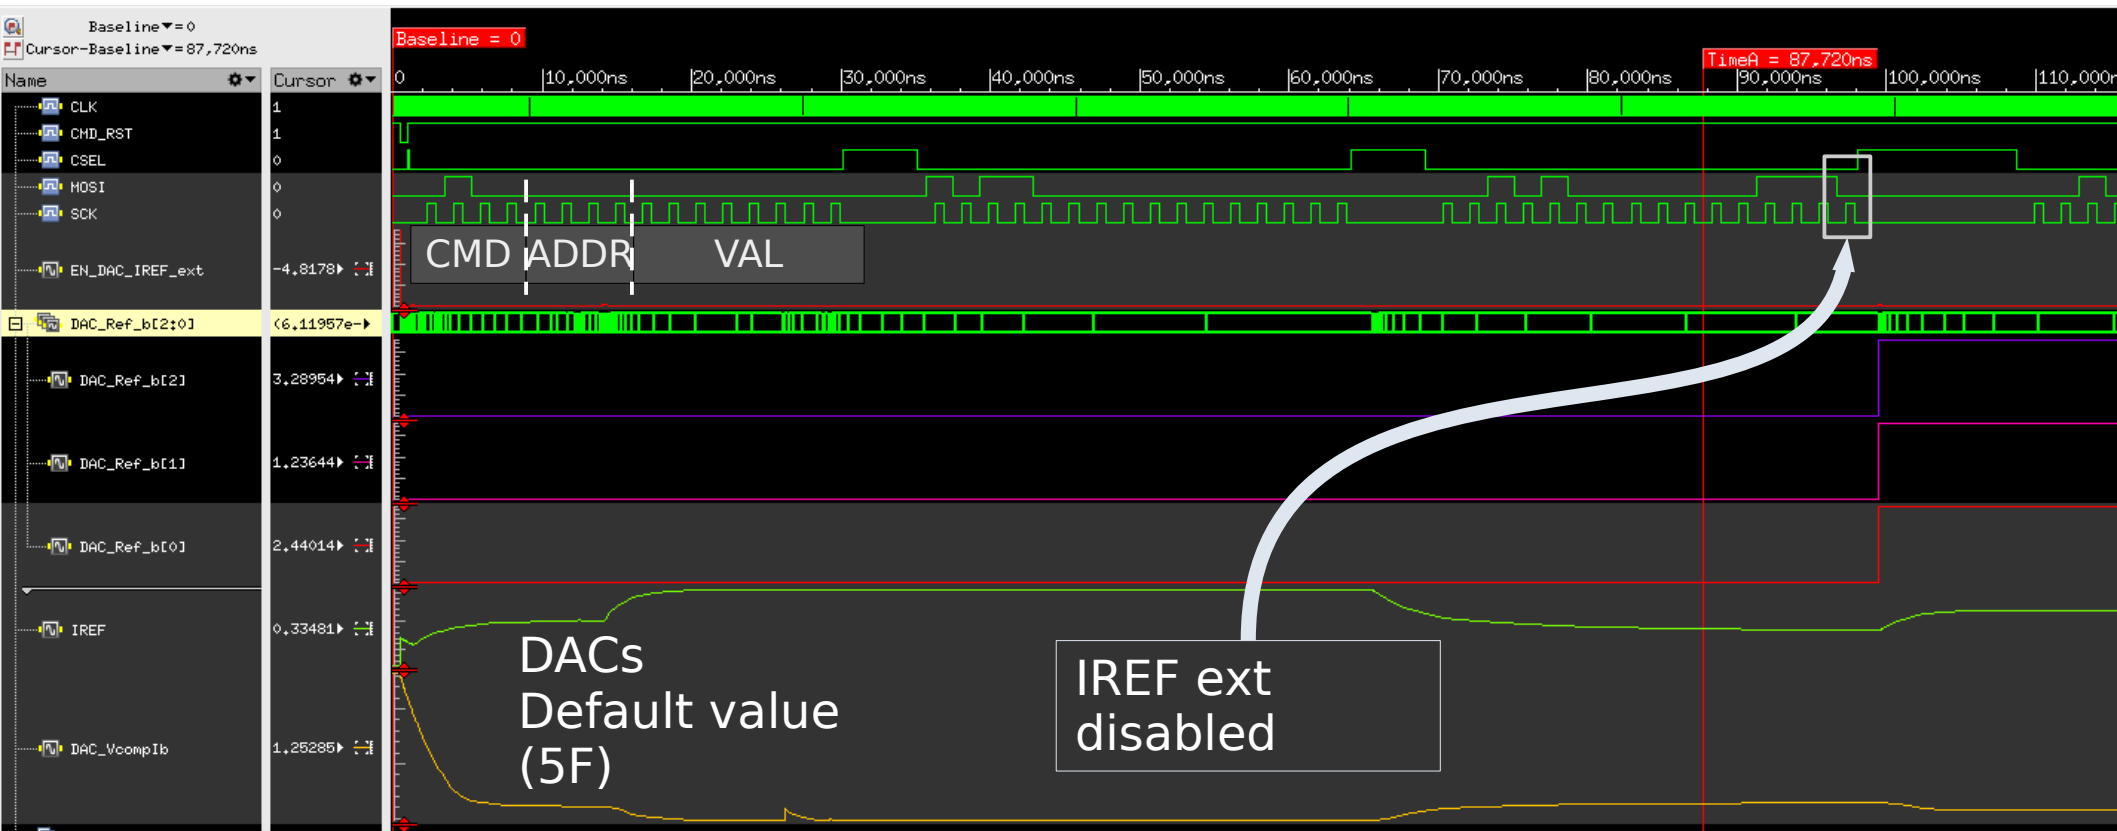 Baseline▼=0
Cursor-Baseline▼=87,720ns
Baseline = 0
TimeA = 87,720ns
Name Cursor
0 10,000ns 20,000ns 30,000ns 40,000ns 50,000ns 60,000ns 70,000ns 80,000ns 90,000ns 100,000ns 110,000n
CLK 1
CMD_RST 1
CSEL 0
MOSI 0
SCK 0
CMD ADDR VAL
EN_DAC_IREF_ext -4.8178
DAC_Ref_b[2:0] (6.11957e-
DAC_Ref_b[2] 3.28954
DAC_Ref_b[1] 1.23644
DAC_Ref_b[0] 2.44014
IREF 0.33481
DACs
Default value
(5F)
IREF ext
disabled
DAC_VcompIb 1.25285